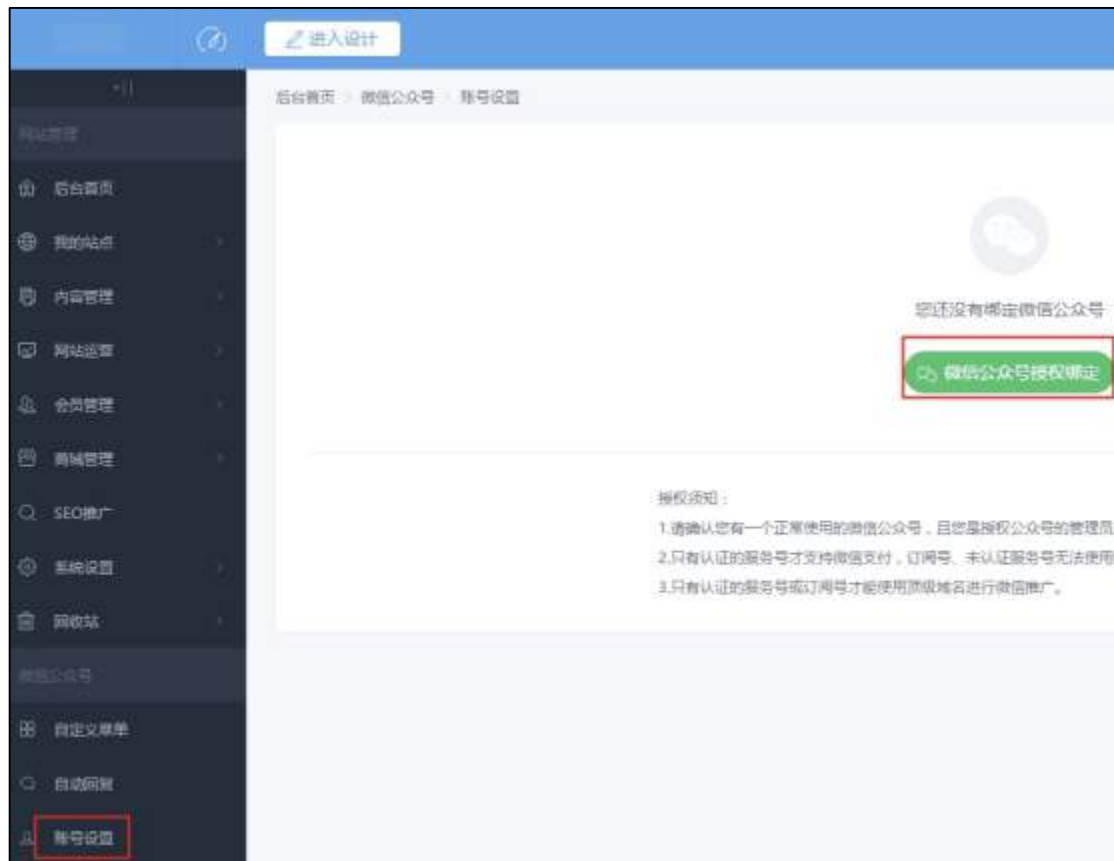 进入设计
后台首页 > 微信公众号 > 账号设置
网站管理
后台首页
我的站点
内容管理
网站运营
会员管理
商城管理
SEO推广
系统设置
回收站
微信公众号
自定义菜单
自动回复
账号设置
您还没有绑定微信公众号
微信公众号授权绑定
授权须知：
1.请确认您有一个正常使用的微信公众号，且您是授权公众号的管理员
2.只有认证的服务号才支持微信支付，订阅号、未认证服务号无法使用
3.只有认证的服务号或订阅号才能使用顶级域名进行微信推广。